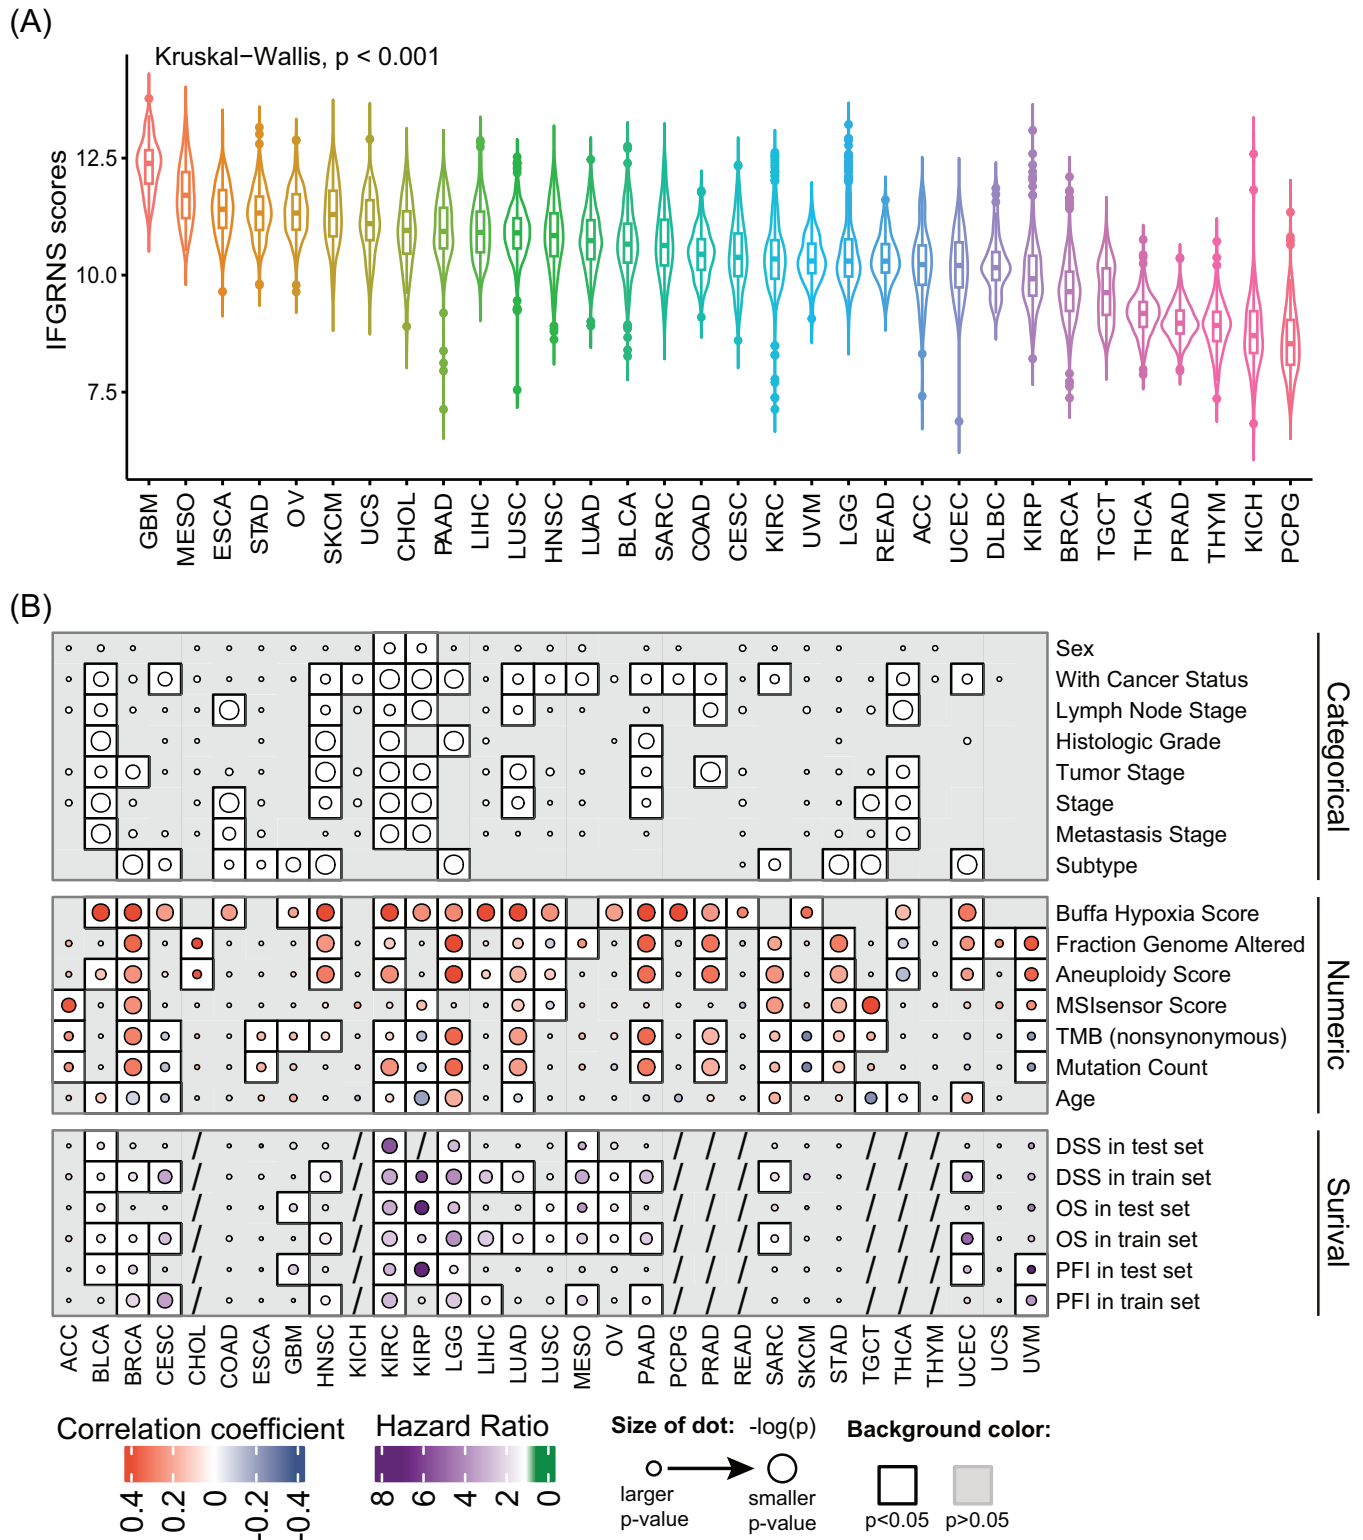 (A)
Kruskal−Wallis, p < 0.001
IFGRNS scores
12.5
10.0
7.5
GBM
MESO
ESCA
STAD
OV
SKCM
UCS
CHOL
PAAD
LIHC
LUSC
HNSC
LUAD
BLCA
SARC
COAD
CESC
KIRC
UVM
LGG
READ
ACC
UCEC
DLBC
KIRP
BRCA
TGCT
THCA
PRAD
THYM
KICH
PCPG
(B)
Sex
With Cancer Status
Lymph Node Stage
Histologic Grade
Tumor Stage
Stage
Metastasis Stage
Subtype
Categorical
Buffa Hypoxia Score
Fraction Genome Altered
Aneuploidy Score
MSIsensor Score
TMB (nonsynonymous)
Mutation Count
Age
Numeric
DSS in test set
DSS in train set
OS in test set
OS in train set
PFI in test set
PFI in train set
Surival
ACC
BLCA
BRCA
CESC
CHOL
COAD
ESCA
GBM
HNSC
KICH
KIRC
KIRP
LGG
LIHC
LUAD
LUSC
MESO
OV
PAAD
PCPG
PRAD
READ
SARC
SKCM
STAD
TGCT
THCA
THYM
UCEC
UCS
UVM
Correlation coefficient
0.4
0.2
0
-0.2
-0.4
Hazard Ratio
8
6
4
2
0
Size of dot: -log(p)
larger
p-value
smaller
p-value
Background color:
p<0.05
p>0.05